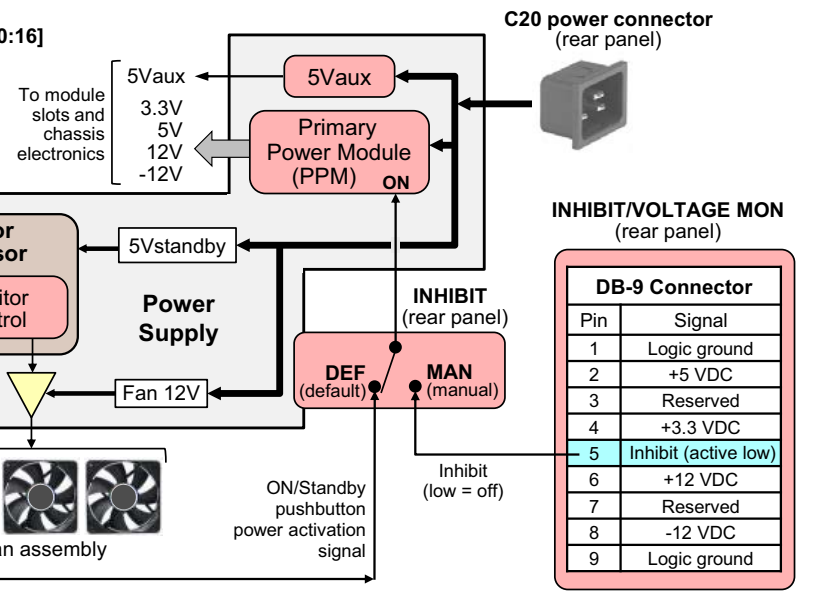 C20 power connector
(rear panel)
0:16]
To module
slots and
chassis
electronics
5Vaux
3.3V
5V
12V
-12V
5Vaux
Primary
Power Module
(PPM)
ON
INHIBIT/VOLTAGE MON
(rear panel)
5Vstandby
Power
Supply
INHIBIT
(rear panel)
DEF
(default)
MAN
(manual)
Fan 12V
DB-9 Connector
Pin Signal
1 Logic ground
2 +5 VDC
3 Reserved
4 +3.3 VDC
5 Inhibit (active low)
6 +12 VDC
7 Reserved
8 -12 VDC
9 Logic ground
Inhibit
(low = off)
ON/Standby
pushbutton
power activation
signal
assembly